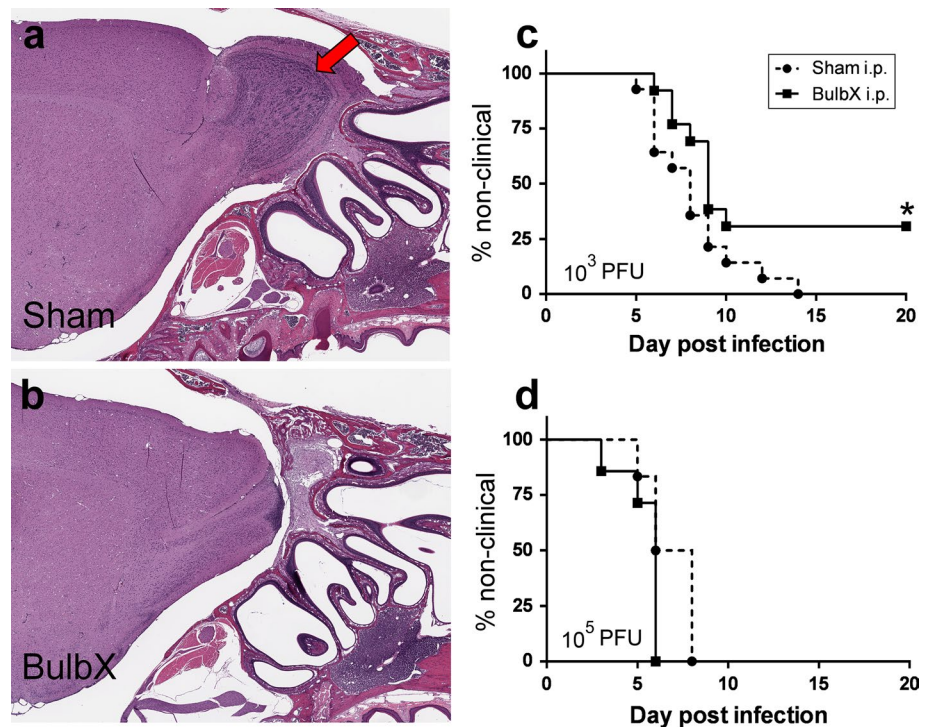 a
Sham
b
BulbX
c
Sham i.p.
BulbX i.p.
% non-clinical
100
75
50
25
0
10³ PFU
*
0 5 10 15 20
Day post infection
d
% non-clinical
100
75
50
25
0
10⁵ PFU
0 5 10 15 20
Day post infection